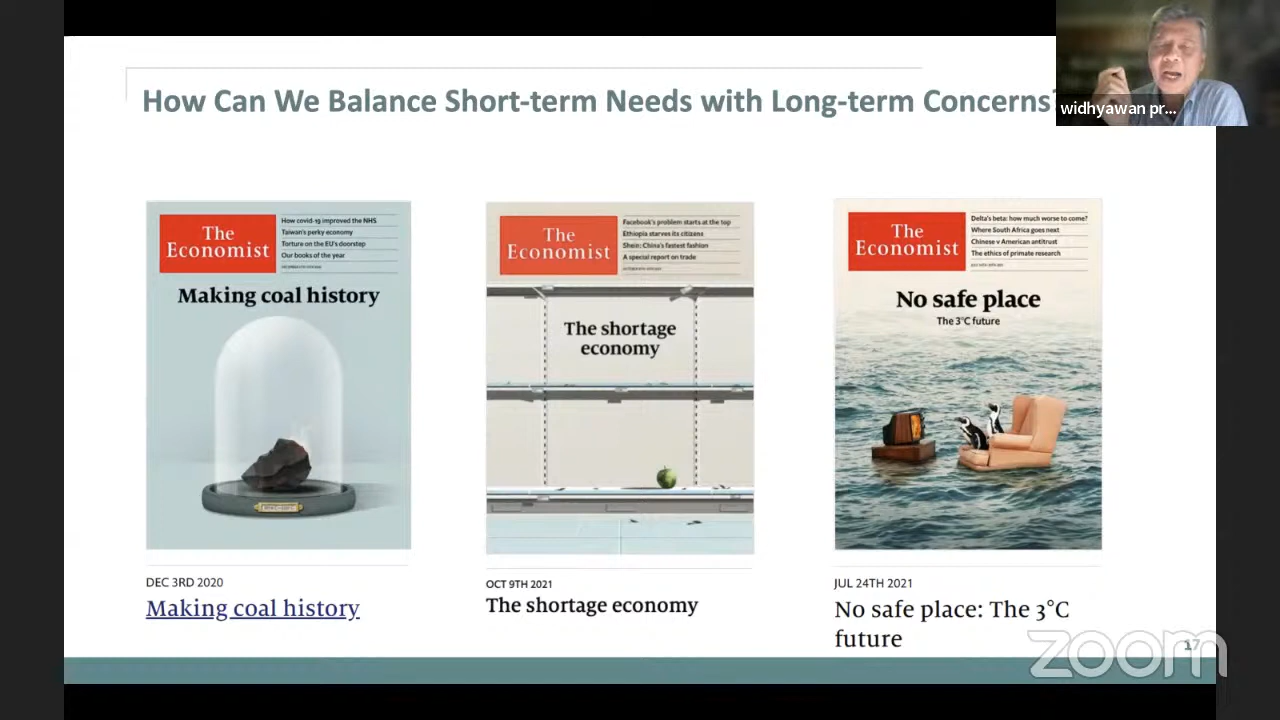 How Can We Balance Short-term Needs with Long-term Concerns?
widhyawan pr...
The
Economist
How covid-19 improved the NHS
Taiwan's perky economy
Torture on the EU's doorstep
Our books of the year
Making coal history
DEC 3RD 2020
Making coal history
The
Economist
Facebook's problem starts at the top
Ethiopia starves its citizens
Shein: China's fastest fashion
A special report on trade
The shortage
economy
OCT 9TH 2021
The shortage economy
The
Economist
Delta's beta: how much worse to come?
Where South Africa goes next
Chinese v American antitrust
The ethics of primate research
No safe place
The 3°C future
JUL 24TH 2021
No safe place: The 3°C
future
17
zoom